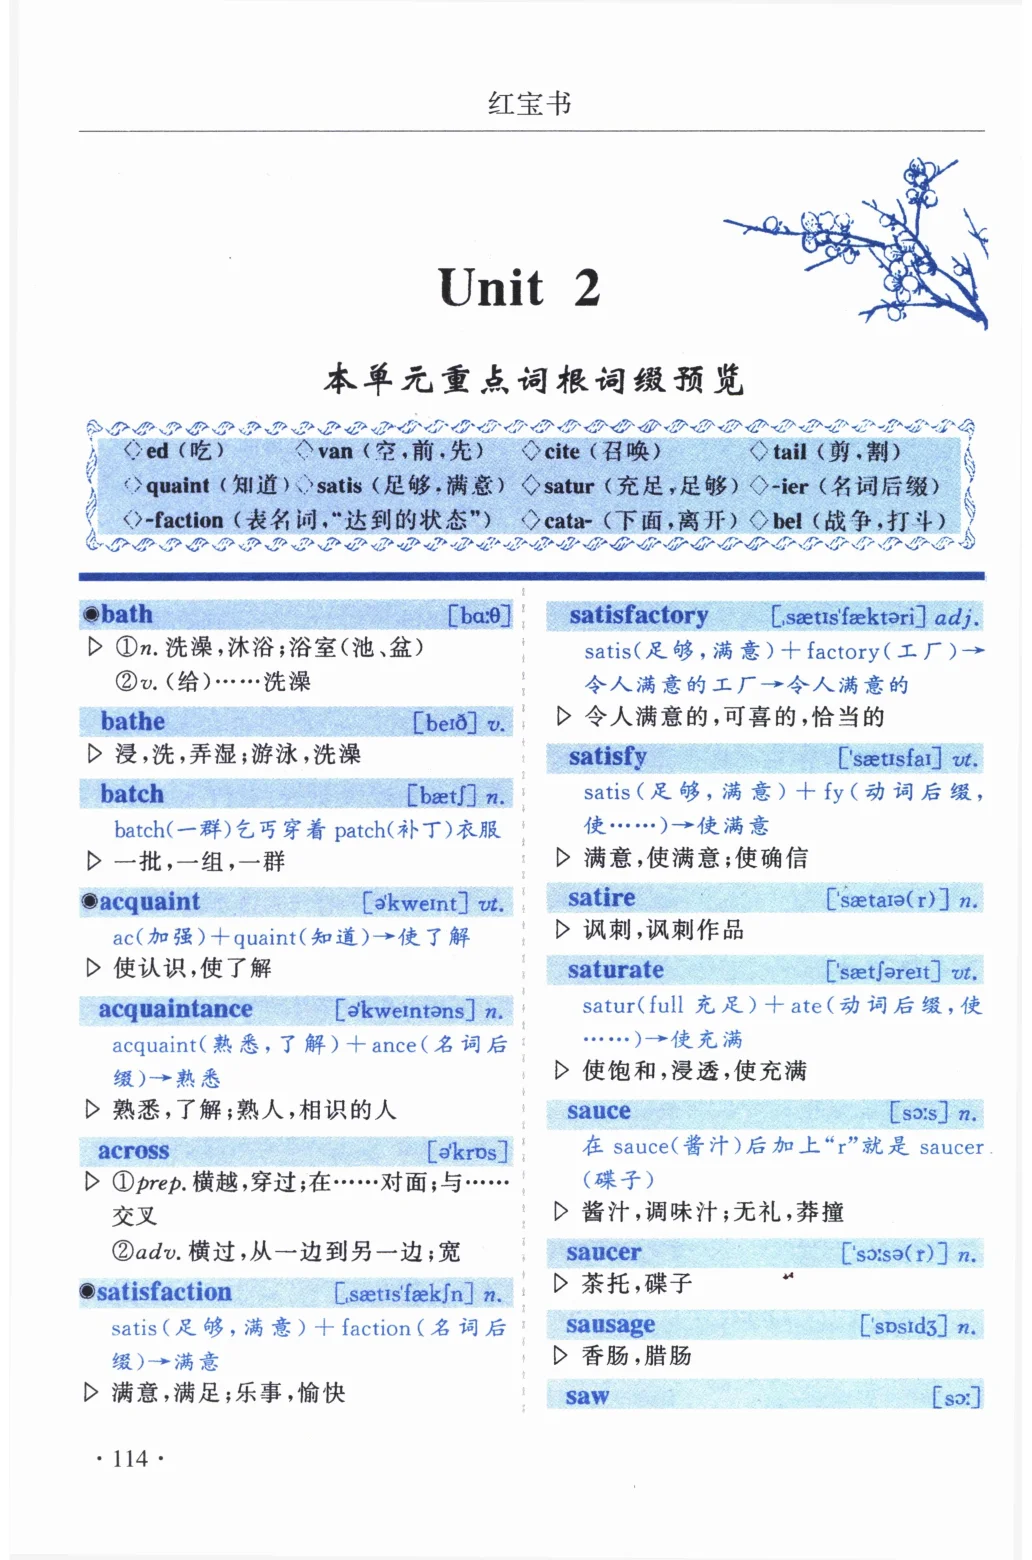 红宝书
Unit 2
本单元重点词根词缀预览
◇ed（吃） ◇van（空，前，先） ◇cite（召唤） ◇tail（剪，割）
◇quaint（知道） ◇satis（足够，满意） ◇satur（充足，足够） ◇-ier（名词后缀）
◇-faction（表名词，“达到的状态”） ◇cata-（下面，离开） ◇bel（战争，打斗）
◉bath [bɑːθ]
▷ ①n. 洗澡，沐浴；浴室（池、盆）
②v.（给）……洗澡
bathe [beɪð] v.
▷ 浸，洗，弄湿；游泳，洗澡
batch [bætʃ] n.
batch（一群）乞丐穿着 patch（补丁）衣服
▷ 一批，一组，一群
◉acquaint [ə'kweɪnt] vt.
ac（加强）＋quaint（知道）→使了解
▷ 使认识，使了解
acquaintance [ə'kweɪntəns] n.
acquaint（熟悉，了解）＋ance（名词后
缀）→熟悉
▷ 熟悉，了解；熟人，相识的人
across [ə'krɒs]
▷ ①prep. 横越，穿过；在……对面；与……
交叉
②adv. 横过，从一边到另一边；宽
◉satisfaction [ˌsætɪs'fækʃn] n.
satis（足够，满意）＋faction（名词后
缀）→满意
▷ 满意，满足；乐事，愉快
satisfactory [ˌsætɪs'fæktəri] adj.
satis（足够，满意）＋factory（工厂）→
令人满意的工厂→令人满意的
▷ 令人满意的，可喜的，恰当的
satisfy ['sætɪsfaɪ] vt.
satis（足够，满意）＋fy（动词后缀，
使……）→使满意
▷ 满意，使满意；使确信
satire ['sætaɪə(r)] n.
▷ 讽刺，讽刺作品
saturate ['sætʃəreɪt] vt.
satur（full 充足）＋ate（动词后缀，使
……）→使充满
▷ 使饱和，浸透，使充满
sauce [sɔːs] n.
在 sauce（酱汁）后加上“r”就是 saucer
（碟子）
▷ 酱汁，调味汁；无礼，莽撞
saucer ['sɔːsə(r)] n.
▷ 茶托，碟子
sausage ['sɒsɪdʒ] n.
▷ 香肠，腊肠
saw [sɔː]
· 114 ·